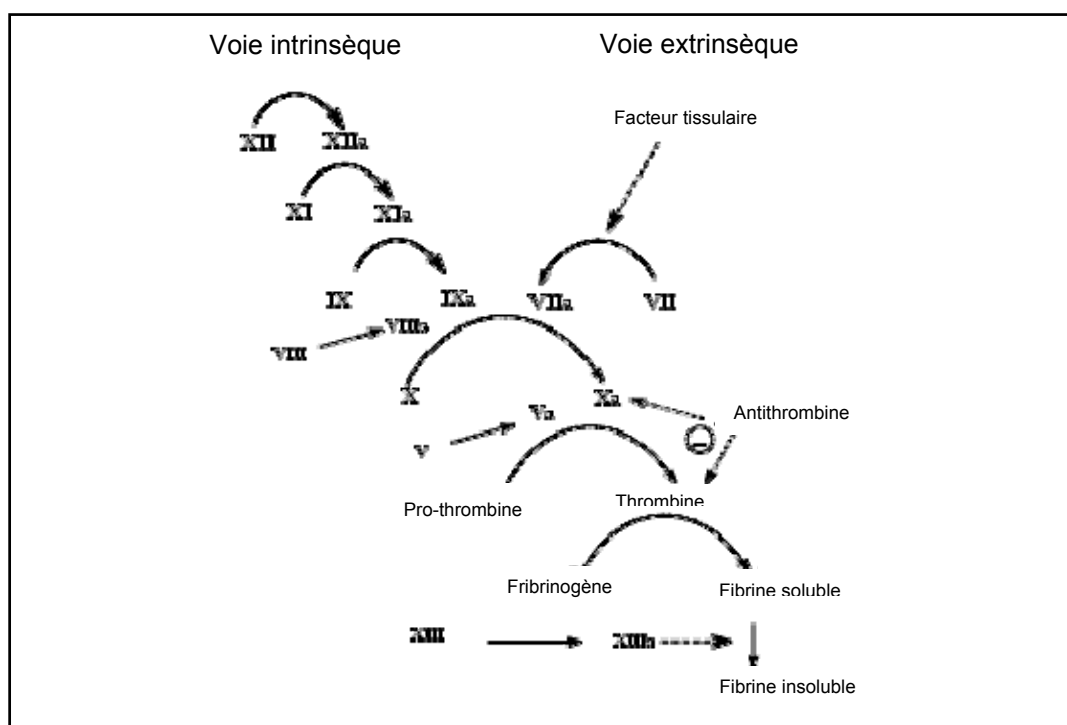 Voie intrinsèque Voie extrinsèque
Facteur tissulaire
XII XIIa
XI XIa
IX IXa VIIa VII
VIII VIIIa
X Xa Antithrombine
V Va
Pro-thrombine Thrombine
Fribrinogène Fibrine soluble
XIII XIIIa
Fibrine insoluble